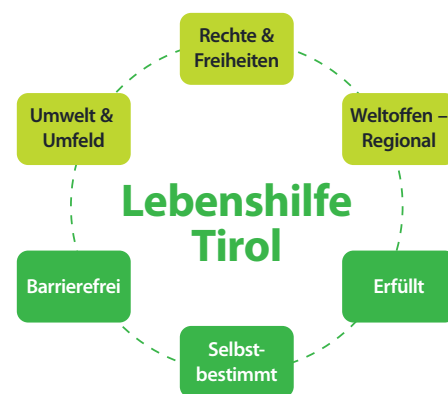 Rechte &
Freiheiten
Umwelt &
Umfeld
Weltoffen –
Regional
Lebenshilfe
Tirol
Barrierefrei
Erfüllt
Selbst-
bestimmt